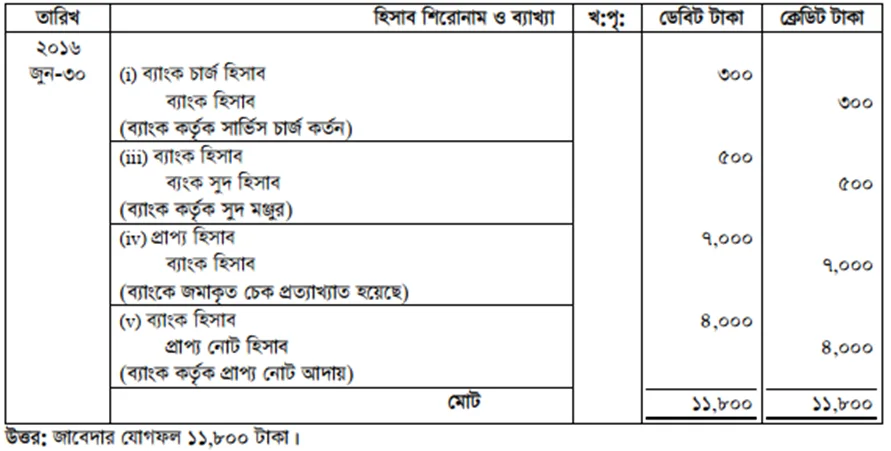 তারিখ হিসাব শিরোনাম ও ব্যাখ্যা খ:পৃ: ডেবিট টাকা ক্রেডিট টাকা
২০১৬
জুন-৩০ (i) ব্যাংক চার্জ হিসাব ৩০০
ব্যাংক হিসাব ৩০০
(ব্যাংক কর্তৃক সার্ভিস চার্জ কর্তন)
(iii) ব্যাংক হিসাব ৫০০
ব্যংক সুদ হিসাব ৫০০
(ব্যাংক কর্তৃক সুদ মঞ্জুর)
(iv) প্রাপ্য হিসাব ৭,০০০
ব্যাংক হিসাব ৭,০০০
(ব্যাংকে জমাকৃত চেক প্রত্যাখ্যাত হয়েছে)
(v) ব্যাংক হিসাব ৪,০০০
প্রাপ্য নোট হিসাব ৪,০০০
(ব্যাংক কর্তৃক প্রাপ্য নোট আদায়)
মোট ১১,৮০০ ১১,৮০০
উত্তর: জাবেদার যোগফল ১১,৮০০ টাকা।